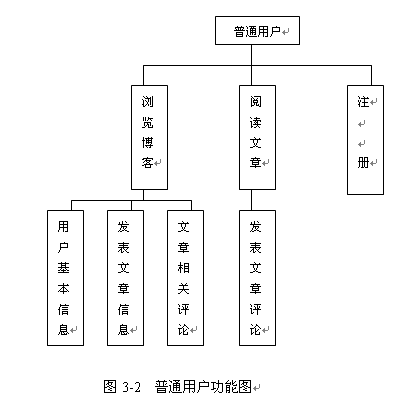 普通用户
浏览博客
阅读文章
注册
用户基本信息
发表文章信息
文章相关评论
发表文章评论
图 3-2 普通用户功能图